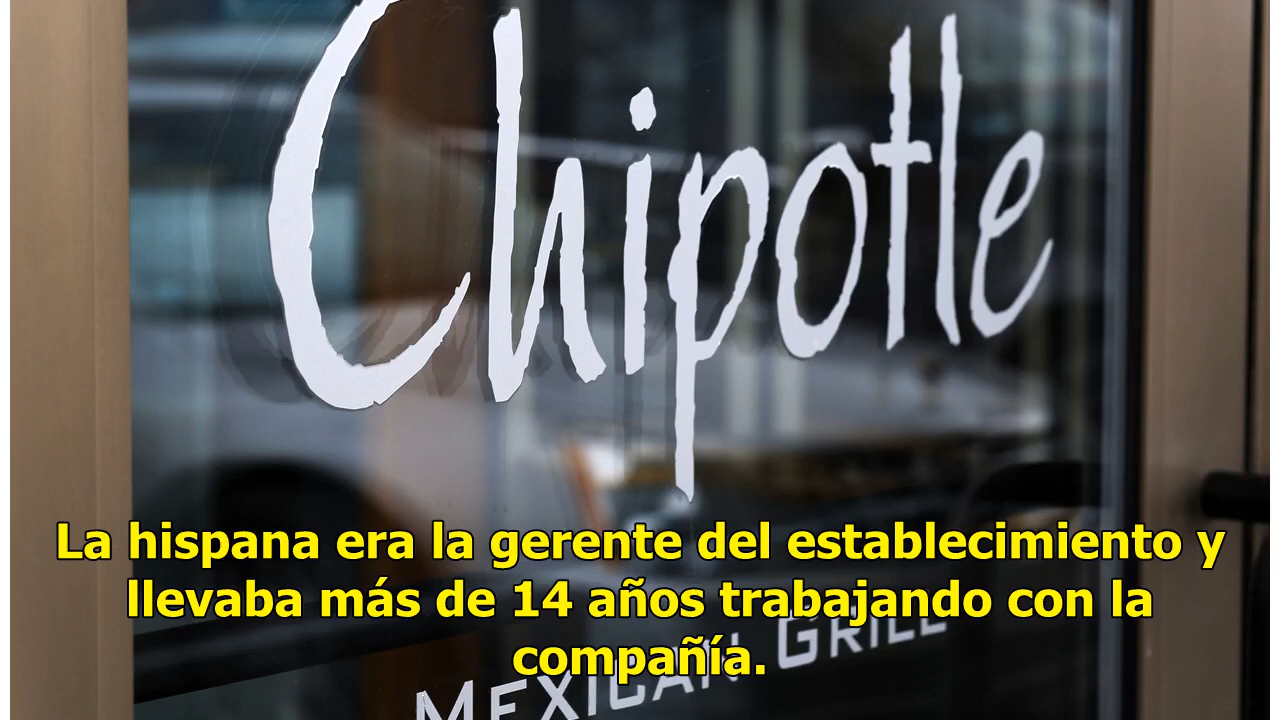 Chipotle
La hispana era la gerente del establecimiento y
llevaba más de 14 años trabajando con la
compañía.
MEXICAN GRILL